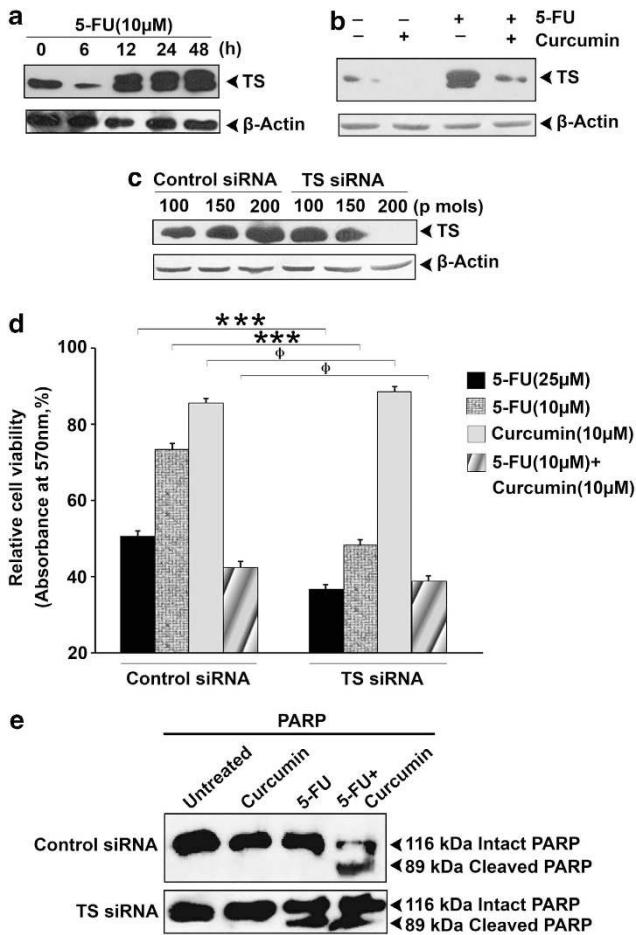 a
5-FU(10µM)
0 6 12 24 48 (h)
TS
β-Actin
b
– – + + 5-FU
– + – + Curcumin
TS
β-Actin
c
Control siRNA TS siRNA
100 150 200 100 150 200 (p mols)
TS
β-Actin
d
***
***
ϕ
ϕ
Relative cell viability
(Absorbance at 570nm,%)
100
80
60
40
20
Control siRNA TS siRNA
5-FU(25µM)
5-FU(10µM)
Curcumin(10µM)
5-FU(10µM)+
Curcumin(10µM)
e
PARP
Untreated Curcumin 5-FU 5-FU+ Curcumin
Control siRNA
116 kDa Intact PARP
89 kDa Cleaved PARP
TS siRNA
116 kDa Intact PARP
89 kDa Cleaved PARP